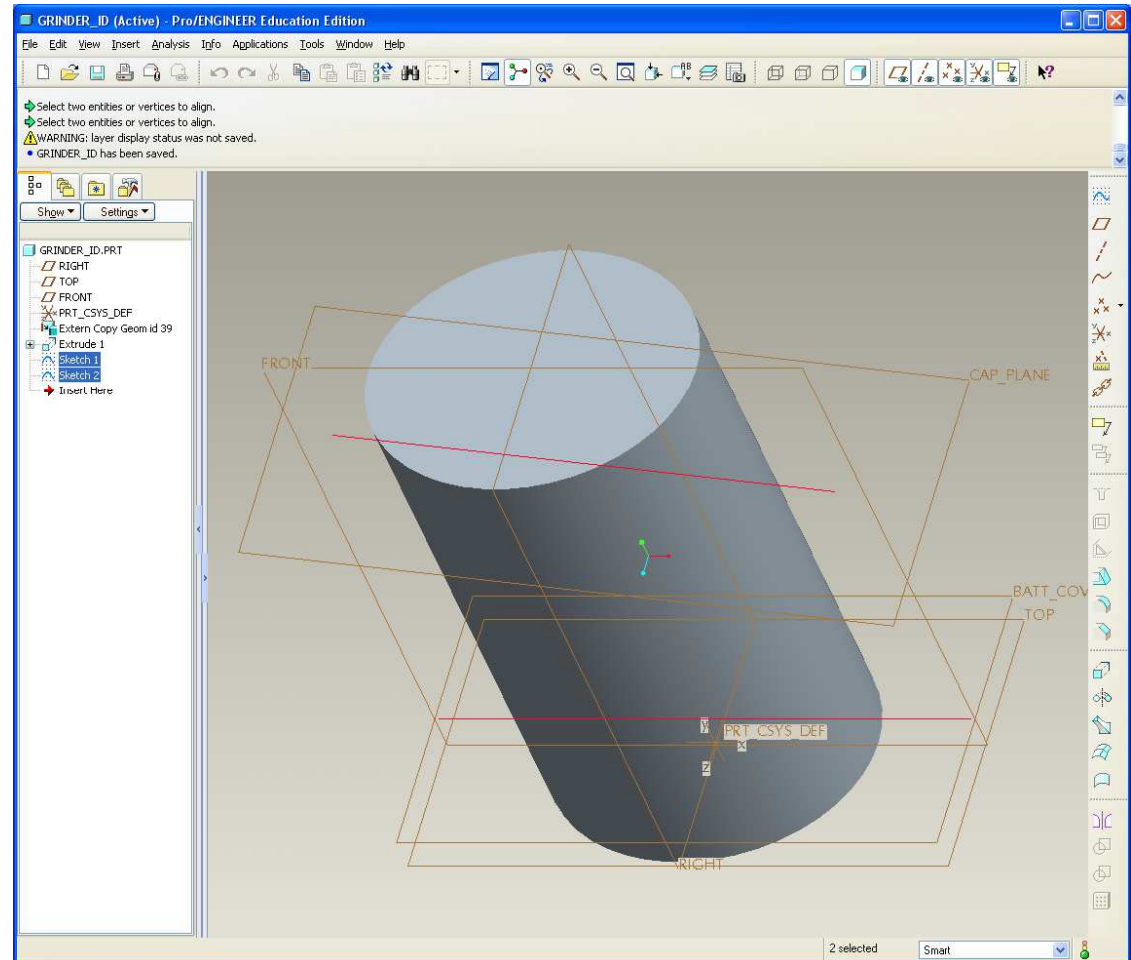 GRINDER_ID (Active) - Pro/ENGINEER Education Edition
File Edit View Insert Analysis Info Applications Tools Window Help
Select two entities or vertices to align.
Select two entities or vertices to align.
WARNING: layer display status was not saved.
GRINDER_ID has been saved.
Show Settings
GRINDER_ID.PRT
RIGHT
TOP
FRONT
PRT_CSYS_DEF
Extern Copy Geom id 39
Extrude 1
Sketch 1
Sketch 2
Insert Here
FRONT
CAP_PLANE
BATT_COV
TOP
y
PRT_CSYS_DEF
x
z
RIGHT
2 selected Smart